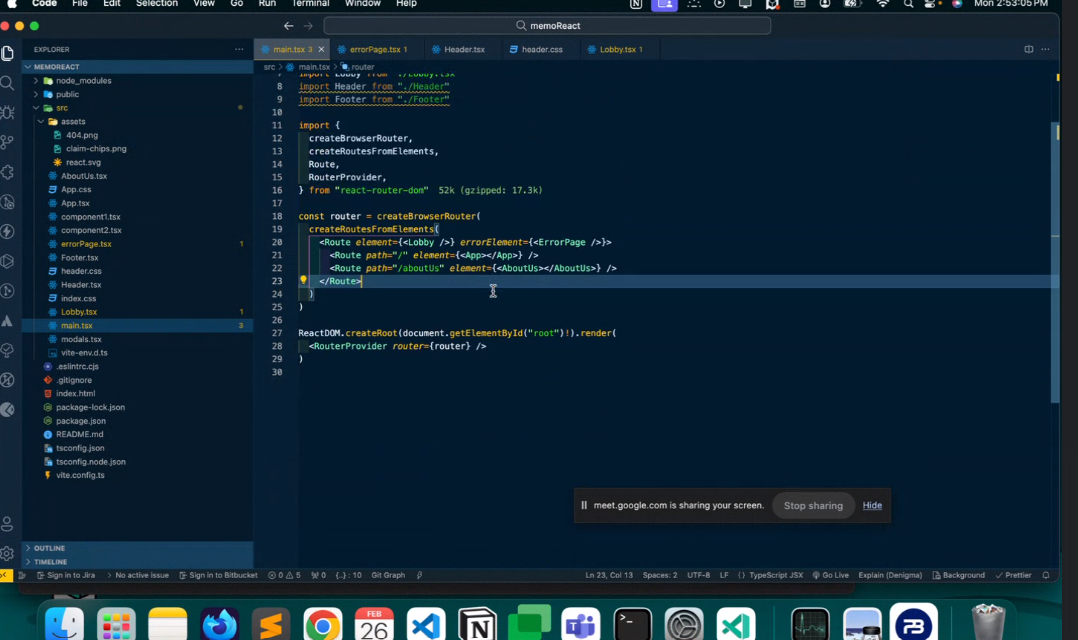 Code File Edit Selection View Go Run Terminal Window Help Mon 2:53:05 PM
memoReact
EXPLORER
main.tsx 3
errorPage.tsx 1
Header.tsx
header.css
Lobby.tsx 1
MEMOREACT
src > main.tsx > router
node_modules
public
src
assets
404.png
claim-chips.png
react.svg
AboutUs.tsx
App.css
App.tsx
component1.tsx
component2.tsx
errorPage.tsx 1
Footer.tsx
header.css
Header.tsx
index.css
Lobby.tsx 1
main.tsx 3
modals.tsx
vite-env.d.ts
.eslintrc.cjs
.gitignore
index.html
package-lock.json
package.json
README.md
tsconfig.json
tsconfig.node.json
vite.config.ts
OUTLINE
TIMELINE
7 import Lobby from "./Lobby.tsx"
8 import Header from "./Header"
9 import Footer from "./Footer"
10
11 import {
12 createBrowserRouter,
13 createRoutesFromElements,
14 Route,
15 RouterProvider,
16 } from "react-router-dom" 52k (gzipped: 17.3k)
17
18 const router = createBrowserRouter(
19 createRoutesFromElements(
20 <Route element={<Lobby />} errorElement={<ErrorPage />}>
21 <Route path="/" element={<App></App>} />
22 <Route path="/aboutUs" element={<AboutUs></AboutUs>} />
23 </Route>
24 )
25 )
26
27 ReactDOM.createRoot(document.getElementById("root")!).render(
28 <RouterProvider router={router} />
29 )
30
meet.google.com is sharing your screen. Stop sharing Hide
Sign in to Jira No active issue Sign in to Bitbucket 0 5 0 {..} : 10 Git Graph Ln 23, Col 13 Spaces: 2 UTF-8 LF {} TypeScript JSX Go Live Explain (Denigma) Background Prettier
FEB
26